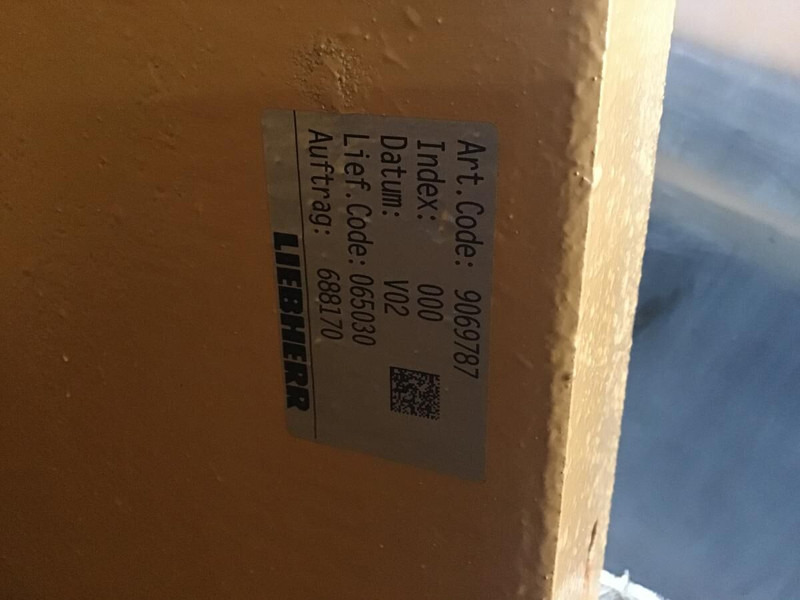 Art.Code: 9069787
Index: 000
Datum: V02
Lief.Code: 065030
Auftrag: 688170
LIEBHERR